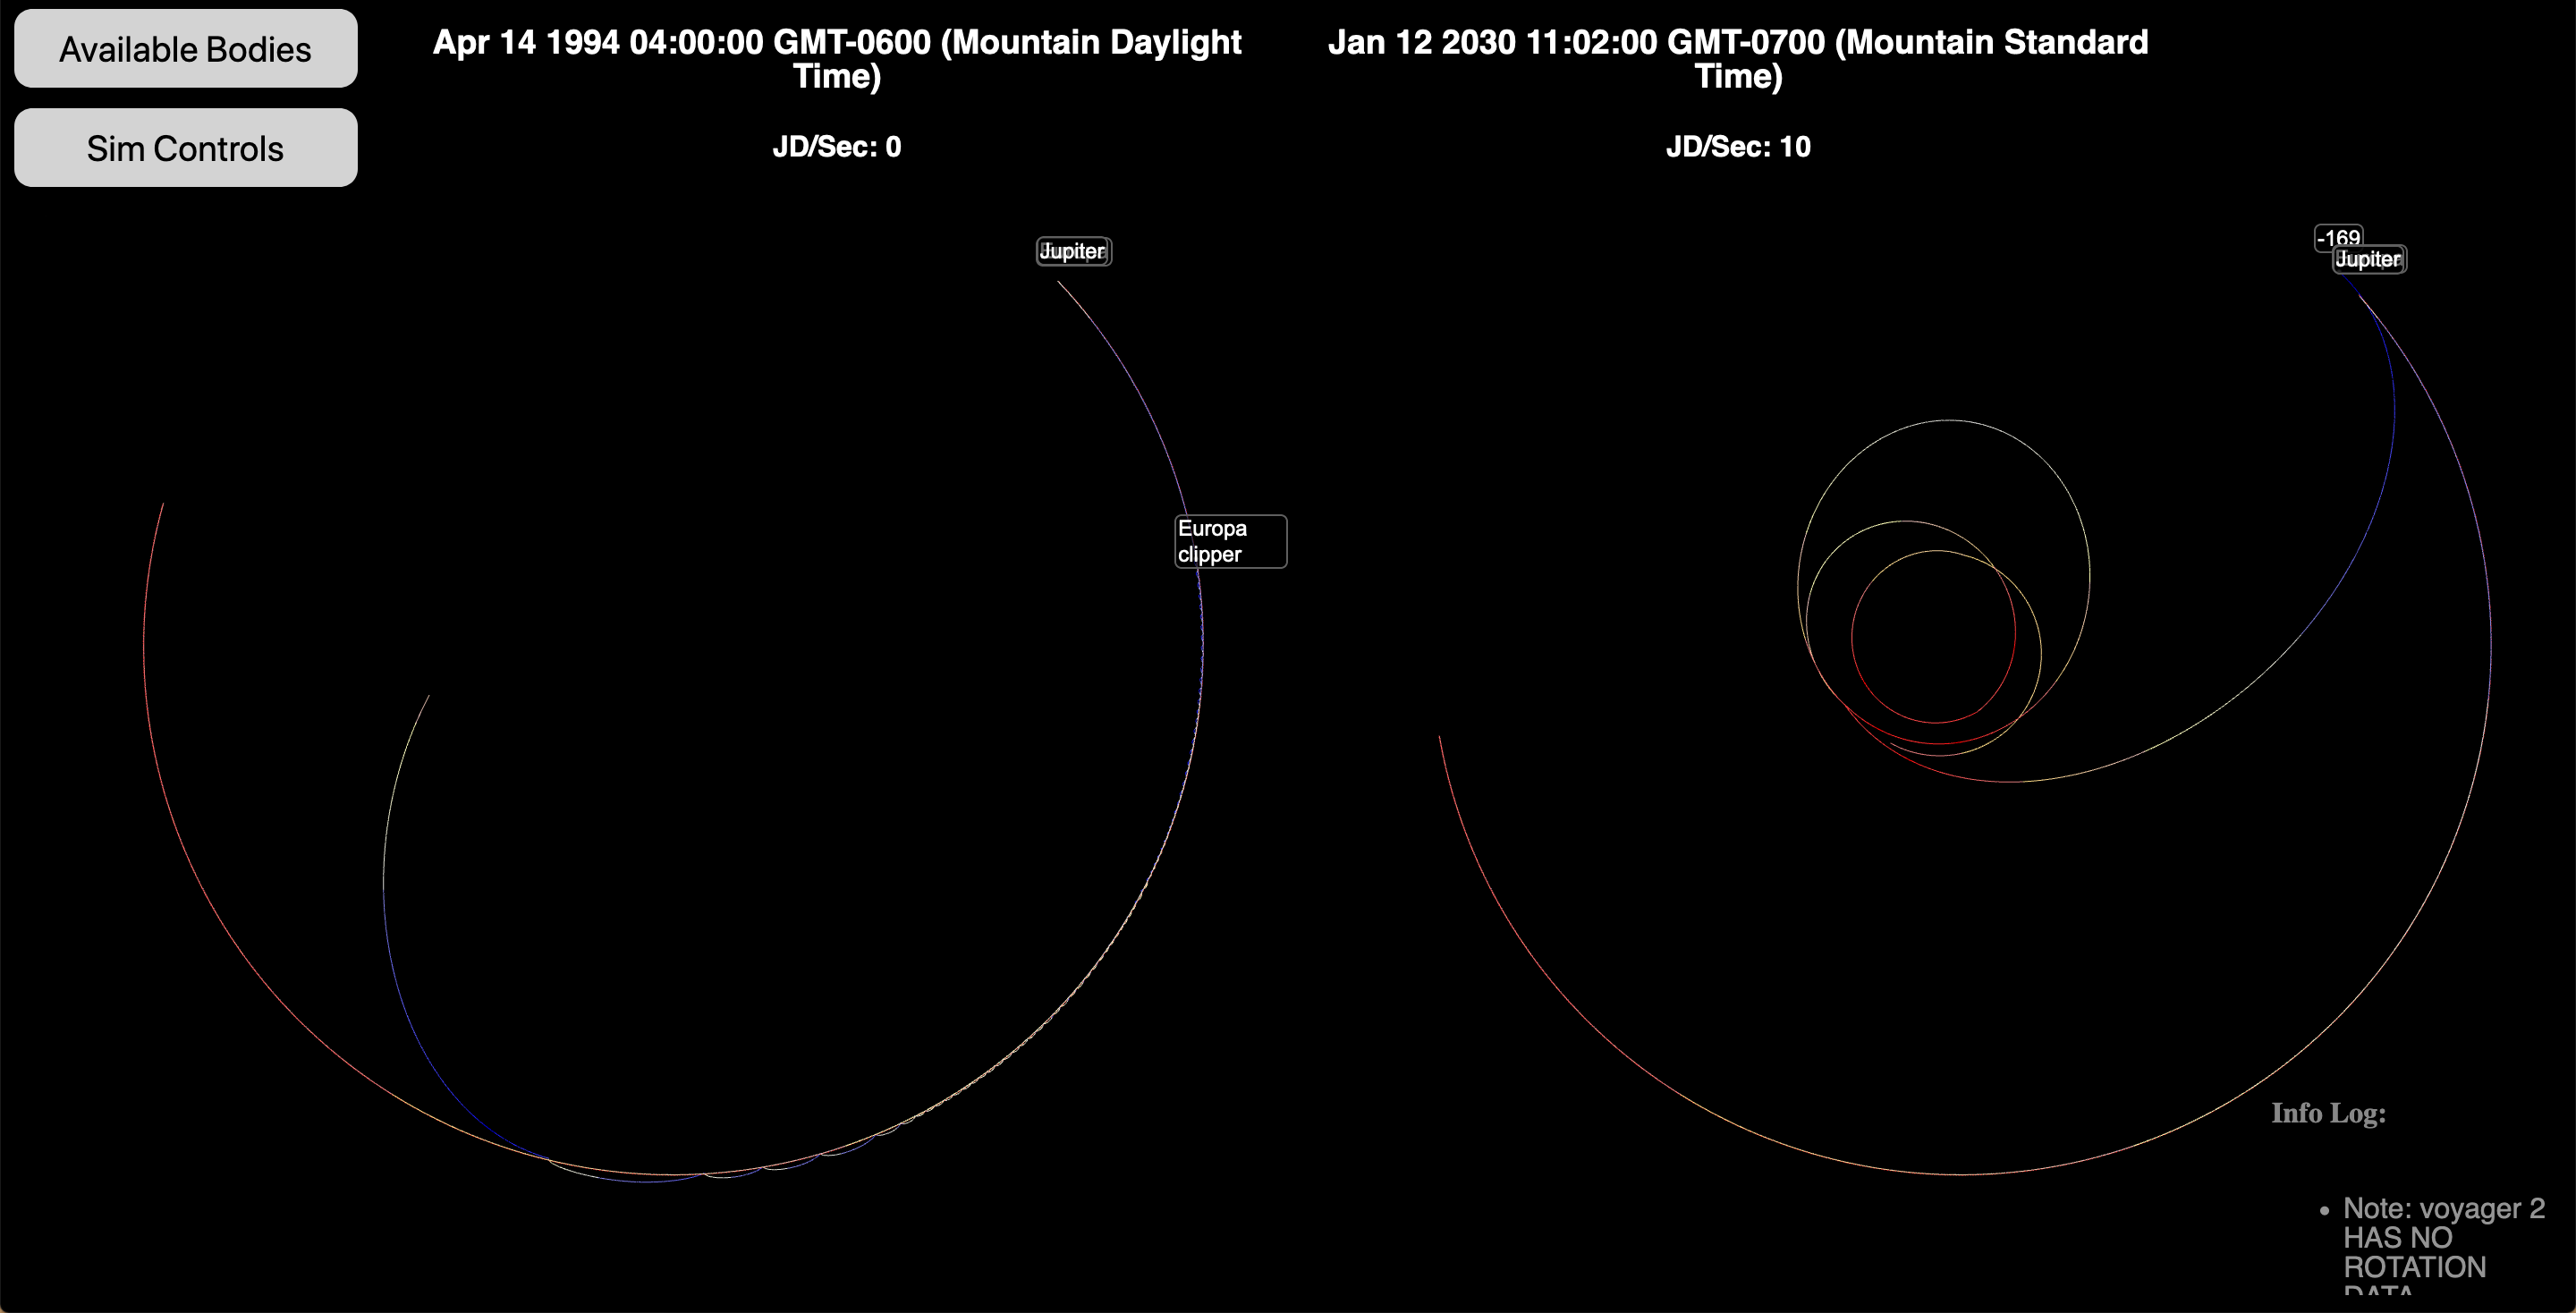 Available Bodies
Sim Controls
Apr 14 1994 04:00:00 GMT-0600 (Mountain Daylight
Time)
JD/Sec: 0
Jan 12 2030 11:02:00 GMT-0700 (Mountain Standard
Time)
JD/Sec: 10
Jupiter
Europa
clipper
-169
Jupiter
Info Log:
• Note: voyager 2
HAS NO
ROTATION
DATA